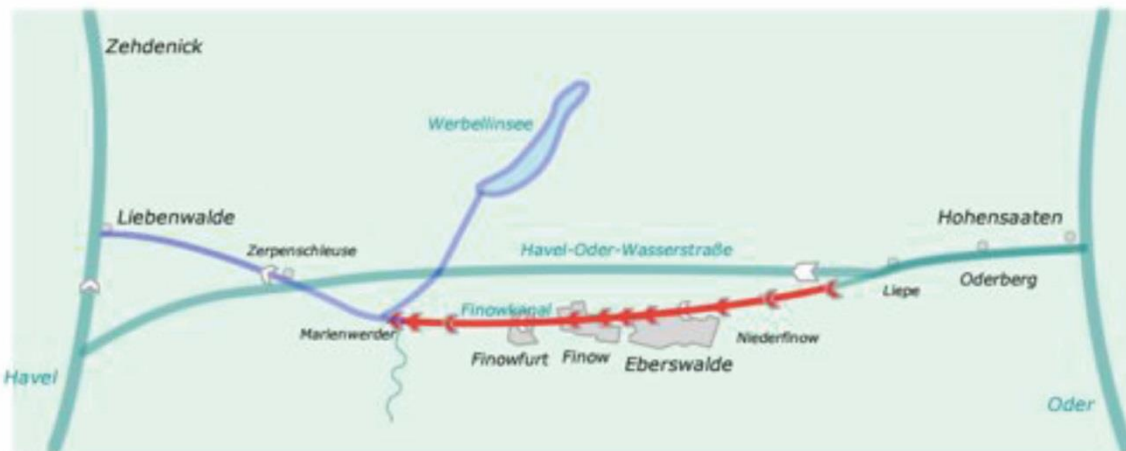 Zehdenick
Werbellinsee
Liebenwalde
Hohensaaten
Zerpenschleuse
Havel-Oder-Wasserstraße
Oderberg
Liepe
Finowkanal
Marienwerder
Niederfinow
Finowfurt
Finow
Eberswalde
Havel
Oder